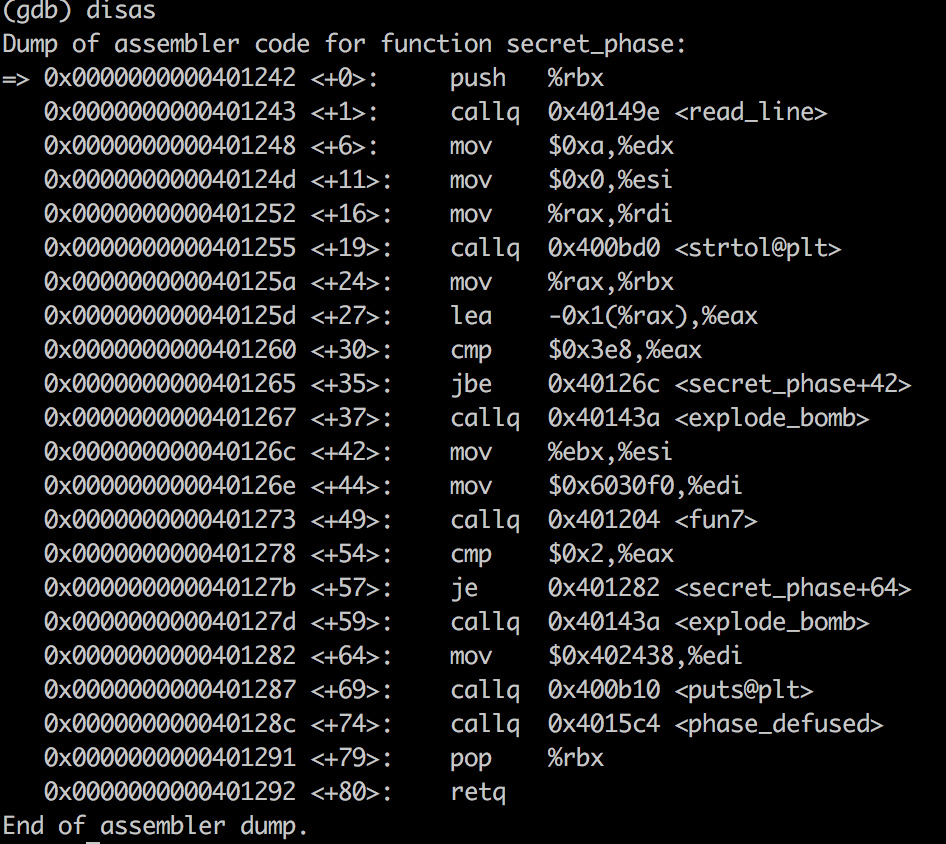 (gdb) disas
Dump of assembler code for function secret_phase:
=> 0x0000000000401242 <+0>:     push   %rbx
   0x0000000000401243 <+1>:     callq  0x40149e <read_line>
   0x0000000000401248 <+6>:     mov    $0xa,%edx
   0x000000000040124d <+11>:    mov    $0x0,%esi
   0x0000000000401252 <+16>:    mov    %rax,%rdi
   0x0000000000401255 <+19>:    callq  0x400bd0 <strtol@plt>
   0x000000000040125a <+24>:    mov    %rax,%rbx
   0x000000000040125d <+27>:    lea    -0x1(%rax),%eax
   0x0000000000401260 <+30>:    cmp    $0x3e8,%eax
   0x0000000000401265 <+35>:    jbe    0x40126c <secret_phase+42>
   0x0000000000401267 <+37>:    callq  0x40143a <explode_bomb>
   0x000000000040126c <+42>:    mov    %ebx,%esi
   0x000000000040126e <+44>:    mov    $0x6030f0,%edi
   0x0000000000401273 <+49>:    callq  0x401204 <fun7>
   0x0000000000401278 <+54>:    cmp    $0x2,%eax
   0x000000000040127b <+57>:    je     0x401282 <secret_phase+64>
   0x000000000040127d <+59>:    callq  0x40143a <explode_bomb>
   0x0000000000401282 <+64>:    mov    $0x402438,%edi
   0x0000000000401287 <+69>:    callq  0x400b10 <puts@plt>
   0x000000000040128c <+74>:    callq  0x4015c4 <phase_defused>
   0x0000000000401291 <+79>:    pop    %rbx
   0x0000000000401292 <+80>:    retq
End of assembler dump.